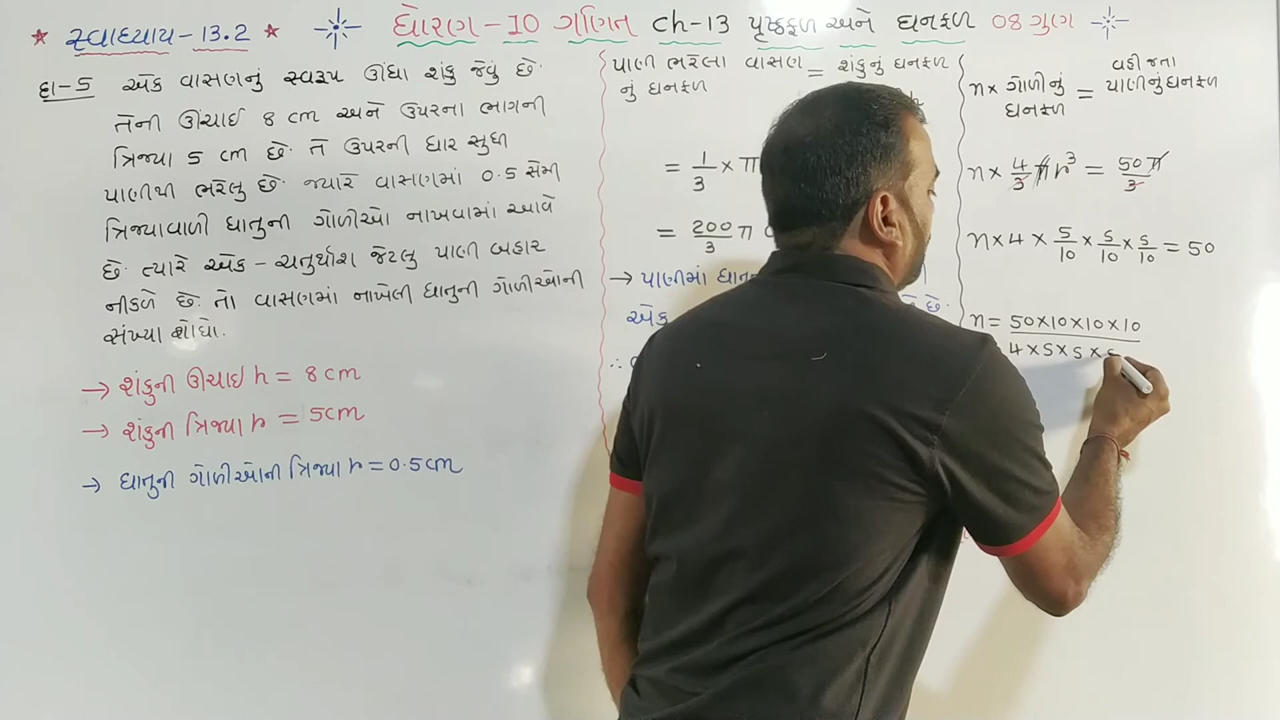 ★ સ્વાધ્યાય-13.2 ★ ધોરણ-10 ગણિત ch-13 પૃષ્ઠફળ અને ઘનફળ 08 ગુણ
દા-5 એક વાસણનું સ્વરૂપ ઊંધા શંકુ જેવું છે.
તેની ઊંચાઈ 8 cm અને ઉપરના ભાગની
ત્રિજ્યા 5 cm છે. તે ઉપરની ધાર સુધી
પાણીથી ભરેલુ છે. જ્યારે વાસણમાં 0.5 સેમી
ત્રિજ્યાવાળી ધાતુની ગોળીઓ નાખવામાં આવે
છે ત્યારે એક-ચતુર્થાંશ જેટલુ પાણી બહાર
નીકળે છે. તો વાસણમાં નાખેલી ધાતુની ગોળીઓની
સંખ્યા શોધો.
→ શંકુની ઊંચાઈ h = 8 cm
→ શંકુની ત્રિજ્યા r = 5cm
→ ધાતુની ગોળીઓની ત્રિજ્યા r = 0.5cm
પાણી ભરેલા વાસણ = શંકુનું ઘનફળ
નું ઘનફળ
= 1/3 × π
= 200/3 π
→ પાણીમાં
એક છે.
∴
n × ગોળીનું ઘનફળ = વહી જતા પાણીનું ઘનફળ
n × 4/3 π r³ = 50π/3
n × 4 × 5/10 × 5/10 × 5/10 = 50
n = 50×10×10×10
4×5×5×5